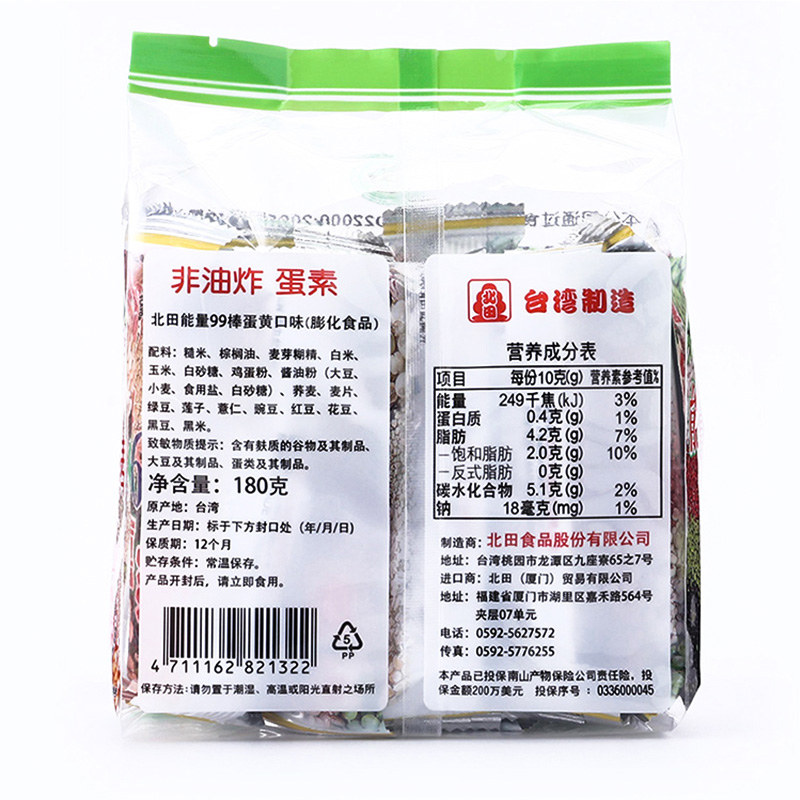 非油炸 蛋素
北田能量99棒蛋黄口味(膨化食品)
配料：糙米、棕榈油、麦芽糊精、白米、
玉米、白砂糖、鸡蛋粉、酱油粉（大豆、
小麦、食用盐、白砂糖）、荞麦、麦片、
绿豆、莲子、薏仁、豌豆、红豆、花豆、
黑豆、黑米。
致敏物质提示：含有麸质的谷物及其制品、
大豆及其制品、蛋类及其制品。
净含量：180克
原产地：台湾
生产日期：标于下方封口处（年/月/日）
保质期：12个月
贮存条件：常温保存。
产品开封后，请立即食用。
4 711162 821322
5
PP
保存方法：请勿置于潮湿、高温或阳光直射之场所
北田
台湾制造
营养成分表
项目 每份10克(g) 营养素参考值%
能量 249千焦(kJ) 3%
蛋白质 0.4克(g) 1%
脂肪 4.2克(g) 7%
－饱和脂肪 2.0克(g) 10%
－反式脂肪 0克(g)
碳水化合物 5.1克(g) 2%
钠 18毫克(mg) 1%
制造商：北田食品股份有限公司
地址：台湾桃园市龙潭区九座寮65之7号
进口商：北田（厦门）贸易有限公司
地址：福建省厦门市湖里区嘉禾路564号
夹层07单元
电话：0592-5627572
传真：0592-5776255
本产品已投保南山产物保险公司责任险，投
保金额200万美元 投保序号：0336000045